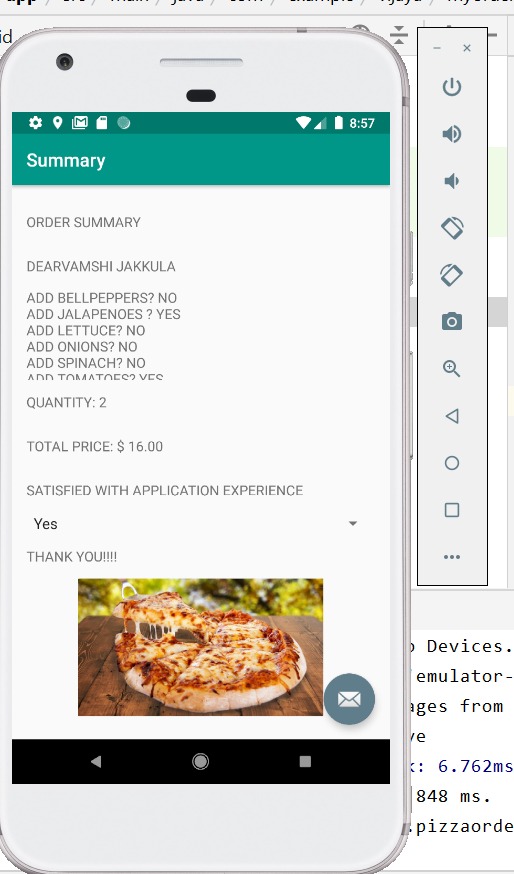 app / src / main / java / com / example / vijaya /
id
8:57
Summary
ORDER SUMMARY
DEARVAMSHI JAKKULA
ADD BELLPEPPERS? NO
ADD JALAPENOES ? YES
ADD LETTUCE? NO
ADD ONIONS? NO
ADD SPINACH? NO
ADD TOMATOES? YES
QUANTITY: 2
TOTAL PRICE: $ 16.00
SATISFIED WITH APPLICATION EXPERIENCE
Yes
THANK YOU!!!!
Devices.
emulator-
ages from
ve
k: 6.762ms
848 ms.
.pizzaorde